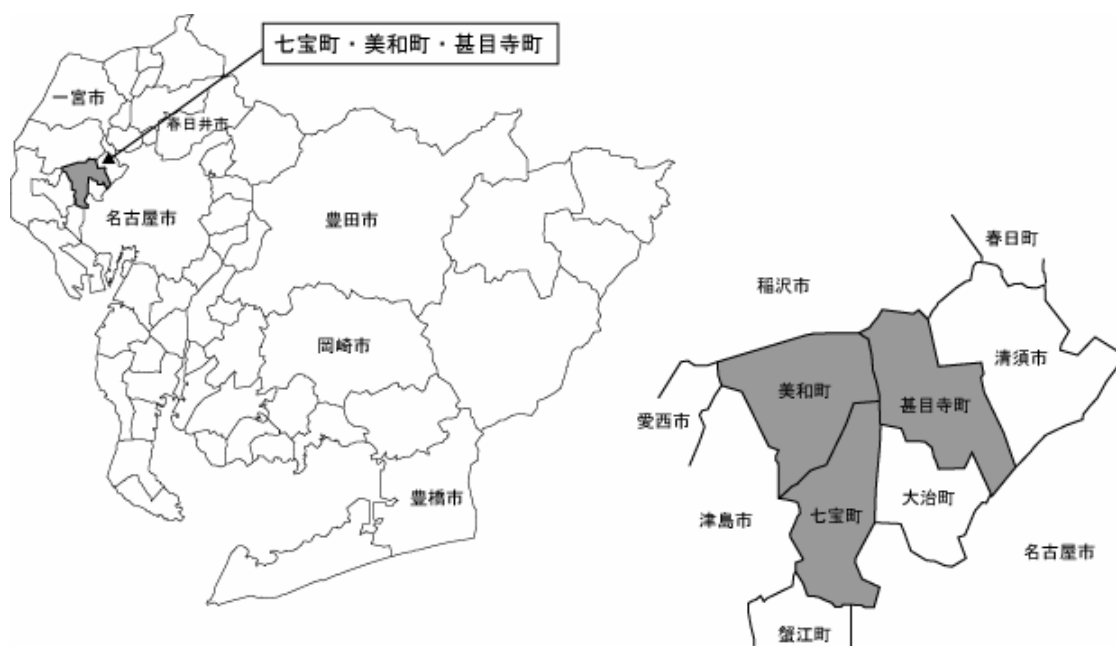 七宝町・美和町・甚目寺町
一宮市
春日井市
名古屋市
豊田市
岡崎市
豊橋市
春日町
稲沢市
清須市
美和町
甚目寺町
愛西市
大治町
津島市
七宝町
名古屋市
蟹江町